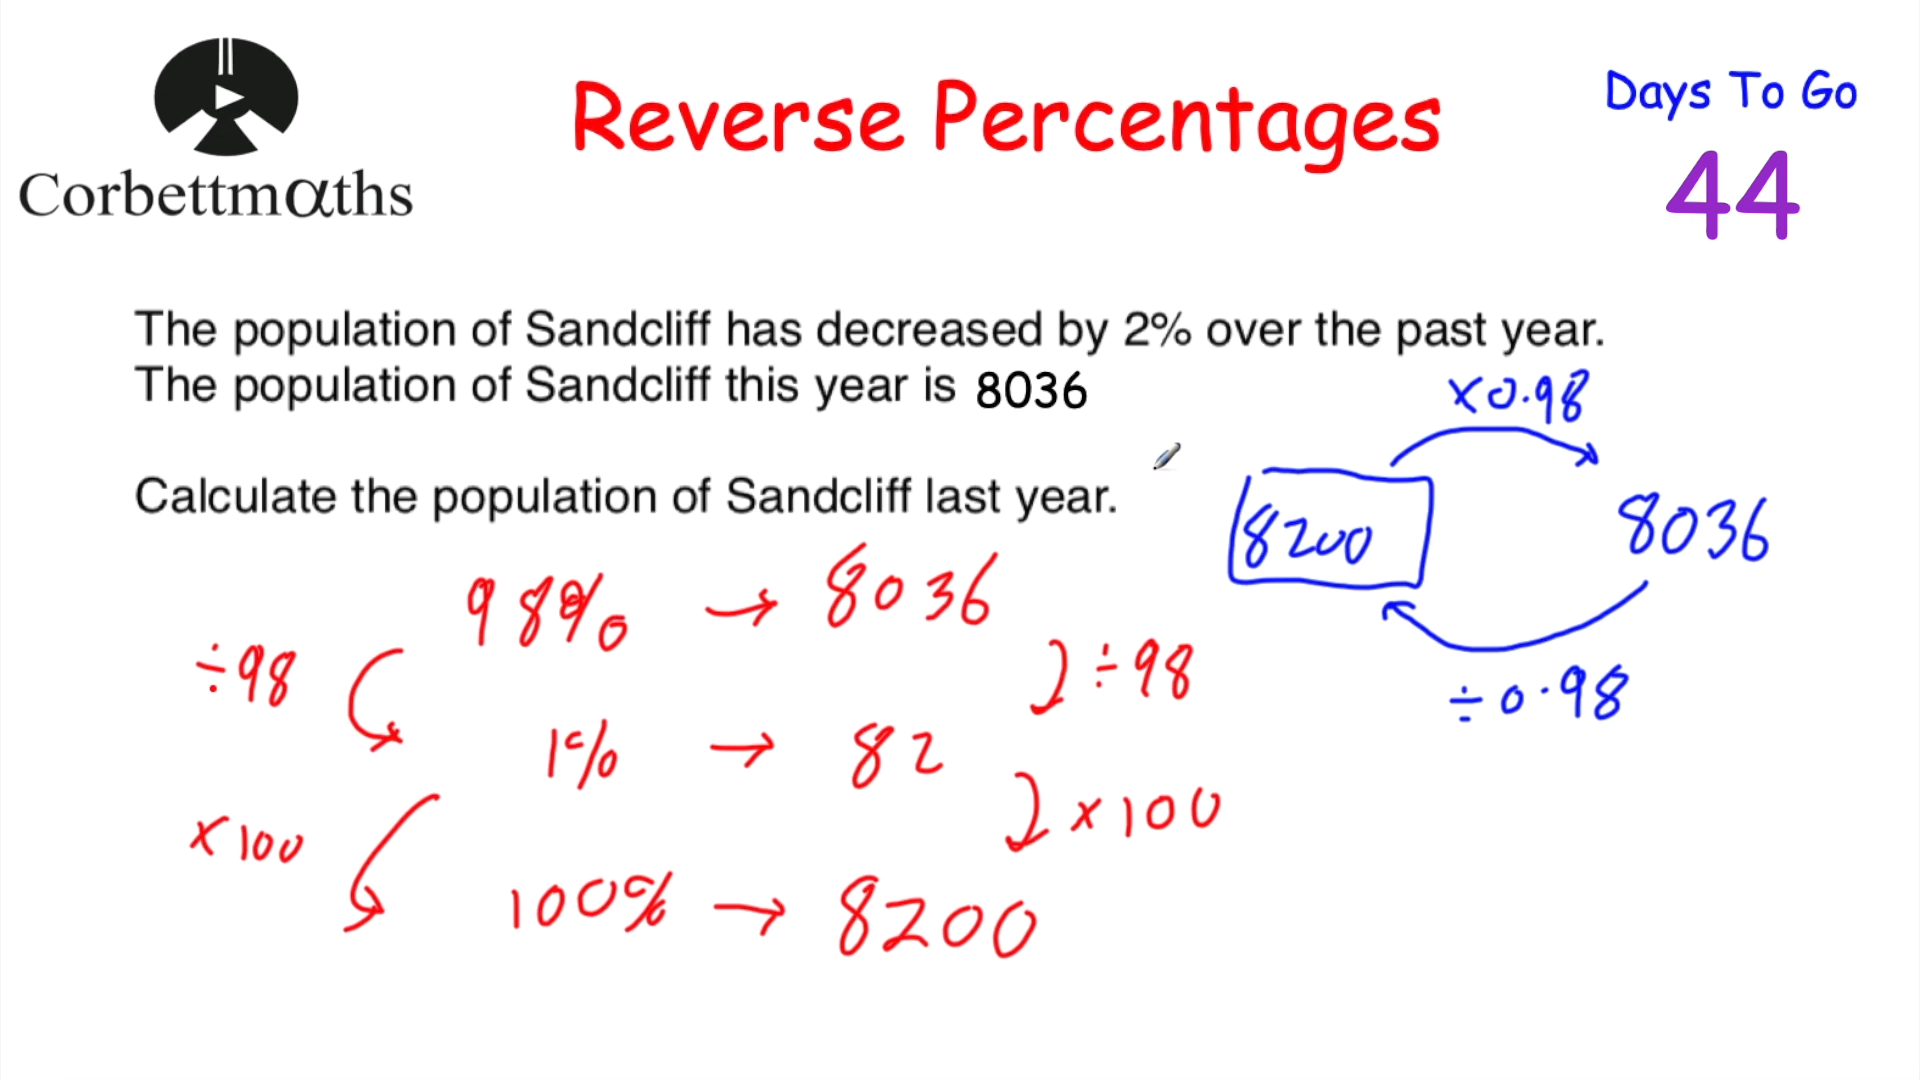 Corbettmαths
Reverse Percentages
Days To Go
44
The population of Sandcliff has decreased by 2% over the past year.
The population of Sandcliff this year is 8036
Calculate the population of Sandcliff last year.
98% → 8036
÷98
÷98
1% → 82
×100
×100
100% → 8200
×0.98
8200
8036
÷0.98